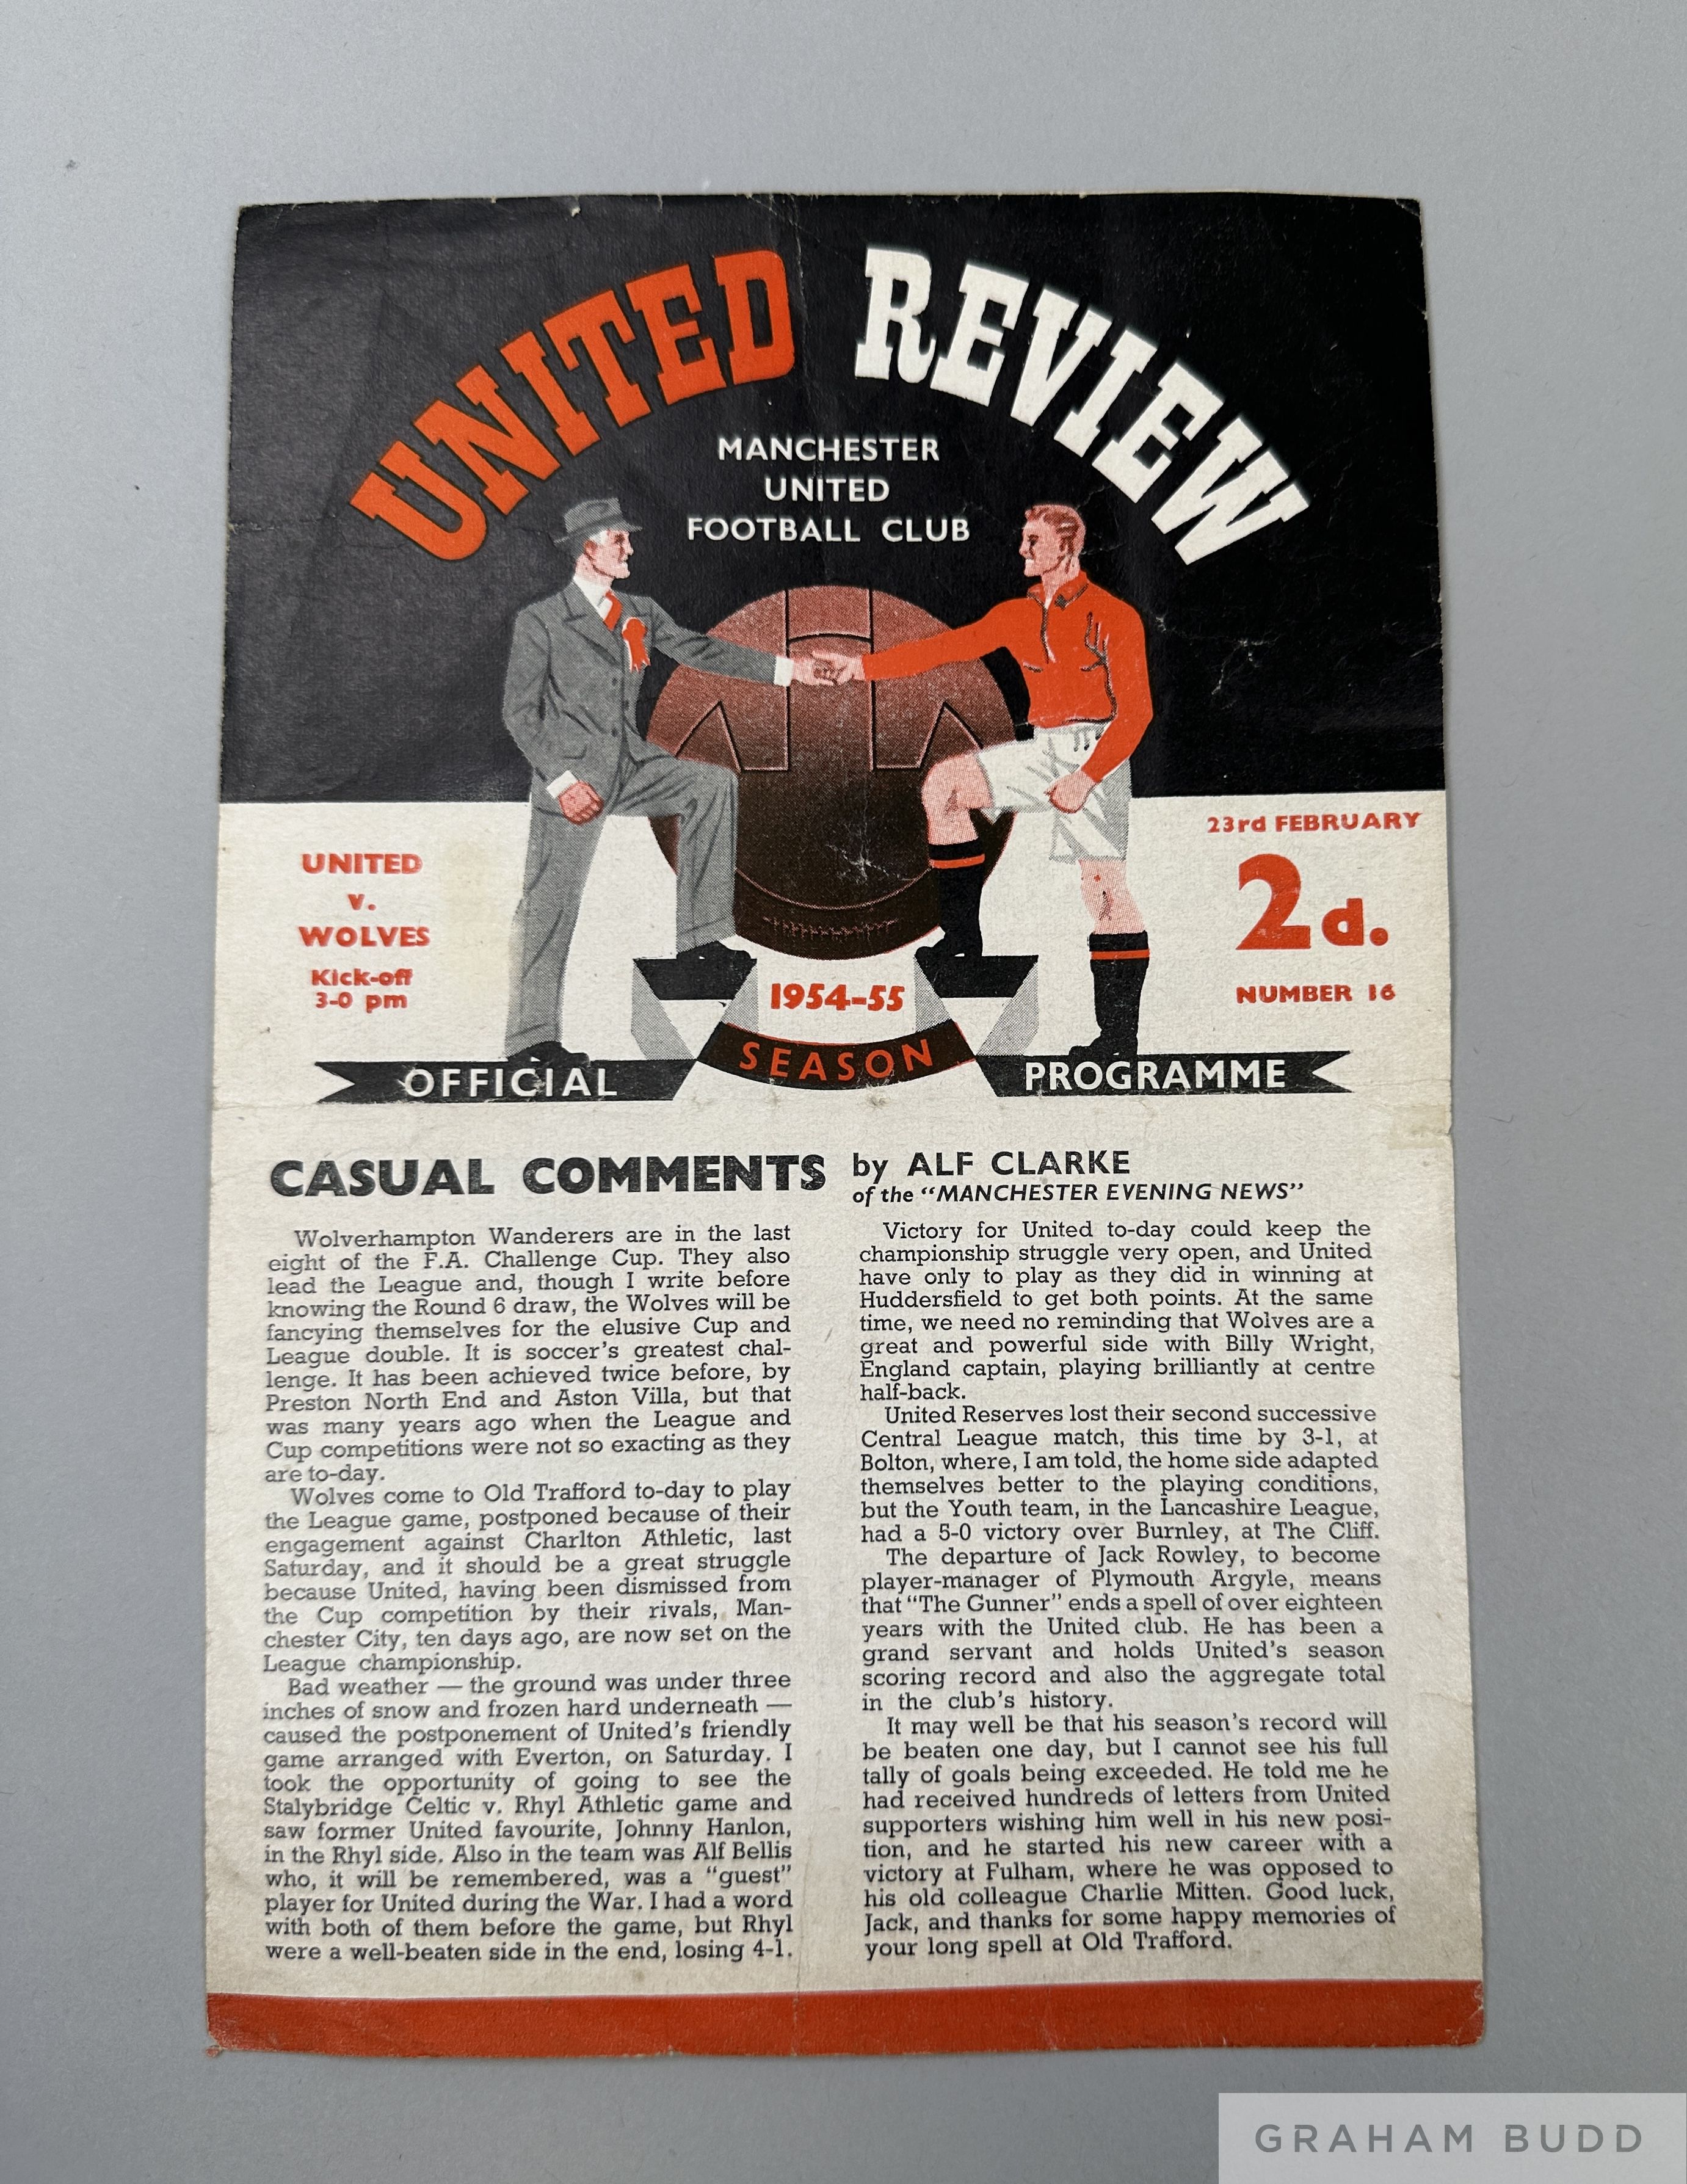 UNITED REVIEW
MANCHESTER
UNITED
FOOTBALL CLUB
UNITED
v.
WOLVES
Kick-off
3-0 pm
23rd FEBRUARY
2d.
NUMBER 16
1954-55
SEASON
OFFICIAL
PROGRAMME
CASUAL COMMENTS
by ALF CLARKE
of the "MANCHESTER EVENING NEWS"
Wolverhampton Wanderers are in the last
eight of the F.A. Challenge Cup. They also
lead the League and, though I write before
knowing the Round 6 draw, the Wolves will be
fancying themselves for the elusive Cup and
League double. It is soccer's greatest chal-
lenge. It has been achieved twice before, by
Preston North End and Aston Villa, but that
was many years ago when the League and
Cup competitions were not so exacting as they
are to-day.
Wolves come to Old Trafford to-day to play
the League game, postponed because of their
engagement against Charlton Athletic, last
Saturday, and it should be a great struggle
because United, having been dismissed from
the Cup competition by their rivals, Man-
chester City, ten days ago, are now set on the
League championship.
Bad weather — the ground was under three
inches of snow and frozen hard underneath —
caused the postponement of United's friendly
game arranged with Everton, on Saturday. I
took the opportunity of going to see the
Stalybridge Celtic v. Rhyl Athletic game and
saw former United favourite, Johnny Hanlon,
in the Rhyl side. Also in the team was Alf Bellis
who, it will be remembered, was a "guest"
player for United during the War. I had a word
with both of them before the game, but Rhyl
were a well-beaten side in the end, losing 4-1.
Victory for United to-day could keep the
championship struggle very open, and United
have only to play as they did in winning at
Huddersfield to get both points. At the same
time, we need no reminding that Wolves are a
great and powerful side with Billy Wright,
England captain, playing brilliantly at centre
half-back.
United Reserves lost their second successive
Central League match, this time by 3-1, at
Bolton, where, I am told, the home side adapted
themselves better to the playing conditions,
but the Youth team, in the Lancashire League,
had a 5-0 victory over Burnley, at The Cliff.
The departure of Jack Rowley, to become
player-manager of Plymouth Argyle, means
that "The Gunner" ends a spell of over eighteen
years with the United club. He has been a
grand servant and holds United's season
scoring record and also the aggregate total
in the club's history.
It may well be that his season's record will
be beaten one day, but I cannot see his full
tally of goals being exceeded. He told me he
had received hundreds of letters from United
supporters wishing him well in his new posi-
tion, and he started his new career with a
victory at Fulham, where he was opposed to
his old colleague Charlie Mitten. Good luck,
Jack, and thanks for some happy memories of
your long spell at Old Trafford.
GRAHAM BUDD